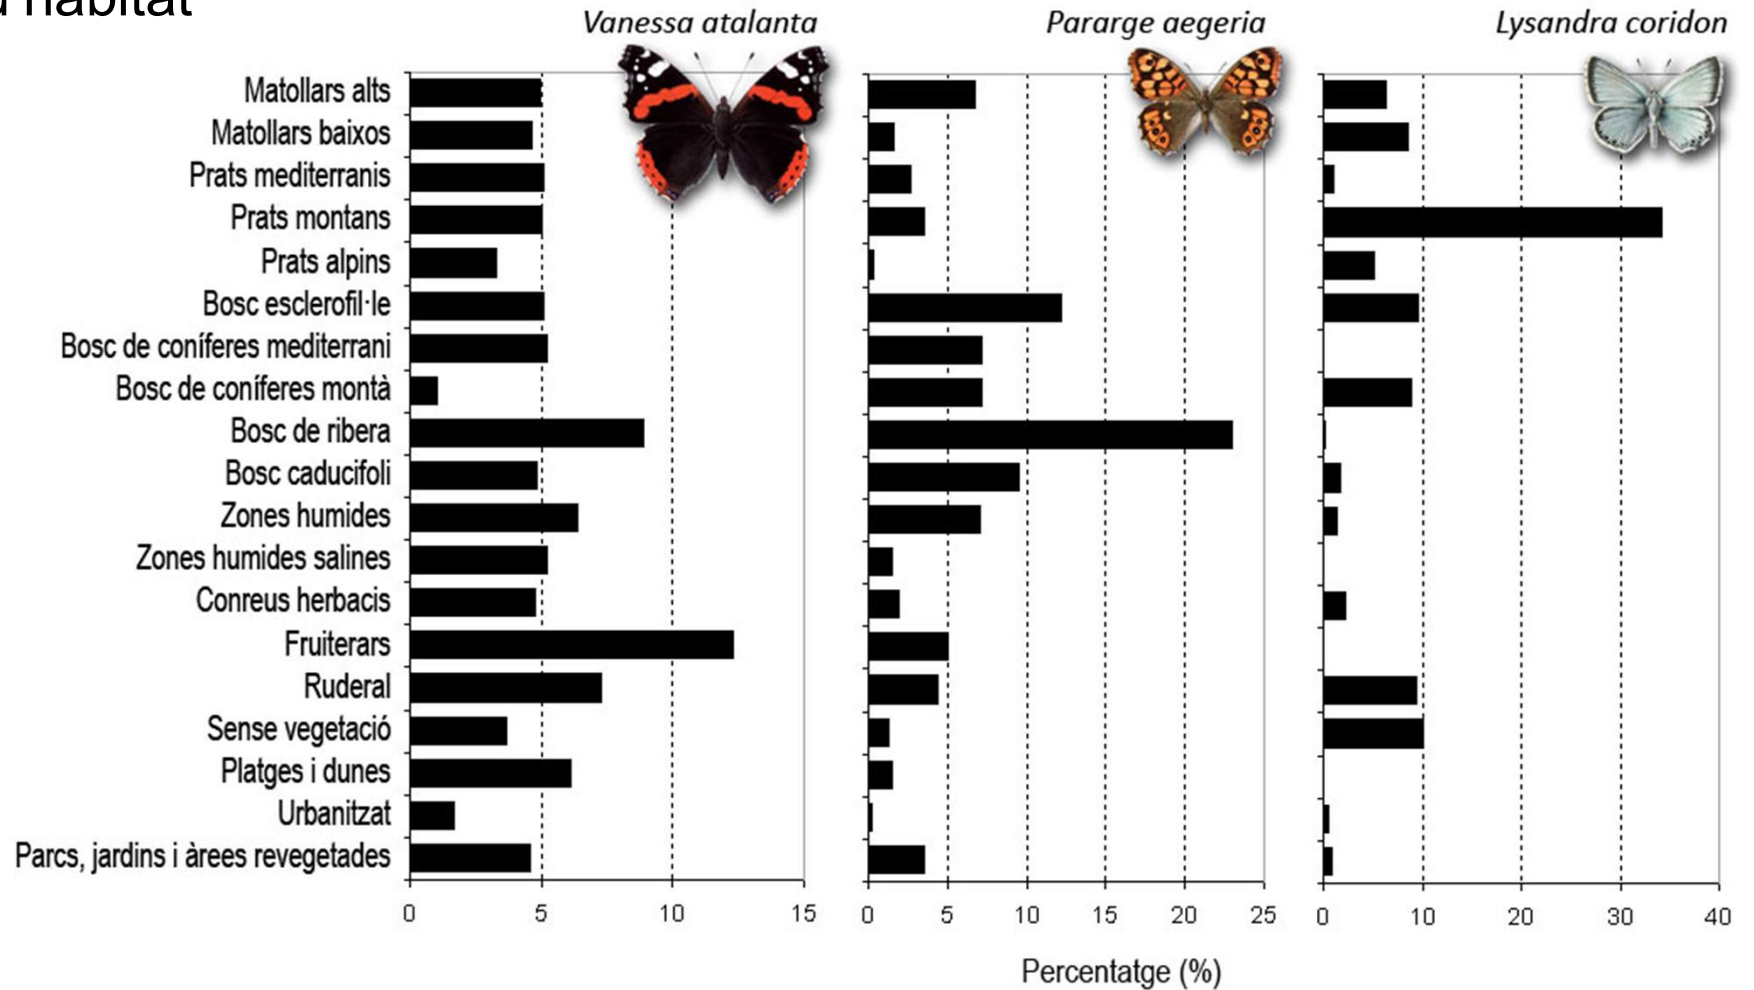 d'hàbitat
Vanessa atalanta
Pararge aegeria
Lysandra coridon
Matollars alts
Matollars baixos
Prats mediterranis
Prats montans
Prats alpins
Bosc esclerofil·le
Bosc de coníferes mediterrani
Bosc de coníferes montà
Bosc de ribera
Bosc caducifoli
Zones humides
Zones humides salines
Conreus herbacis
Fruiterars
Ruderal
Sense vegetació
Platges i dunes
Urbanitzat
Parcs, jardins i àrees revegetades
0 5 10 15
0 5 10 15 20 25
0 10 20 30 40
Percentatge (%)